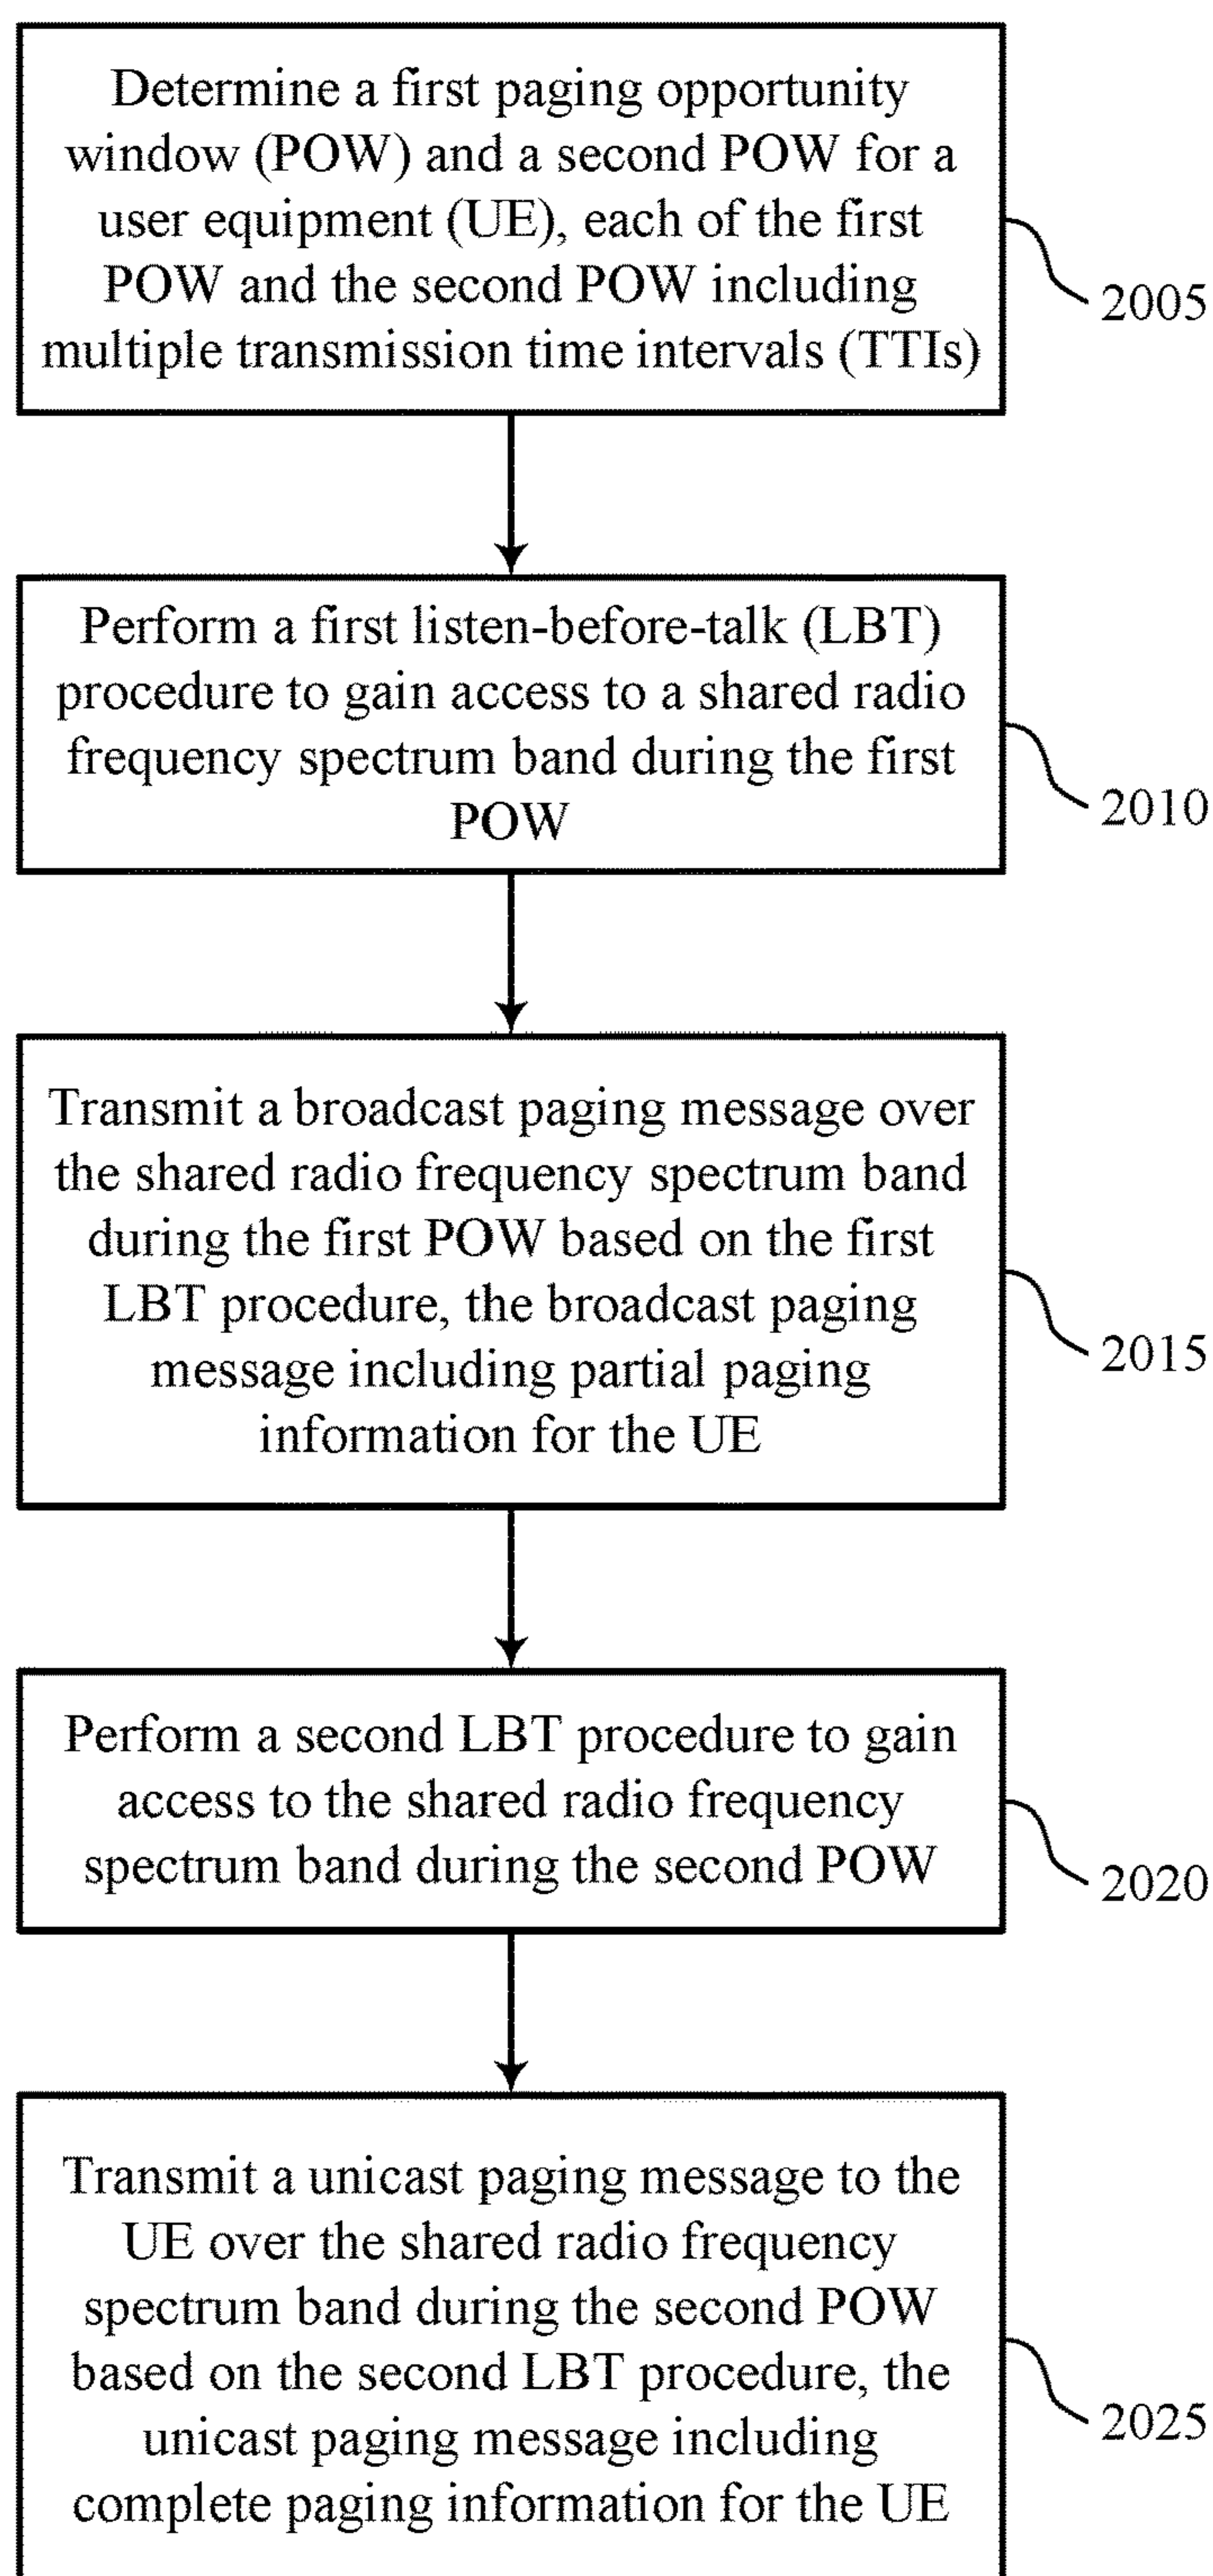 Determine a first paging opportunity
window (POW) and a second POW for a
user equipment (UE), each of the first
POW and the second POW including
multiple transmission time intervals (TTIs)
2005
Perform a first listen-before-talk (LBT)
procedure to gain access to a shared radio
frequency spectrum band during the first
POW
2010
Transmit a broadcast paging message over
the shared radio frequency spectrum band
during the first POW based on the first
LBT procedure, the broadcast paging
message including partial paging
information for the UE
2015
Perform a second LBT procedure to gain
access to the shared radio frequency
spectrum band during the second POW
2020
Transmit a unicast paging message to the
UE over the shared radio frequency
spectrum band during the second POW
based on the second LBT procedure, the
unicast paging message including
complete paging information for the UE
2025